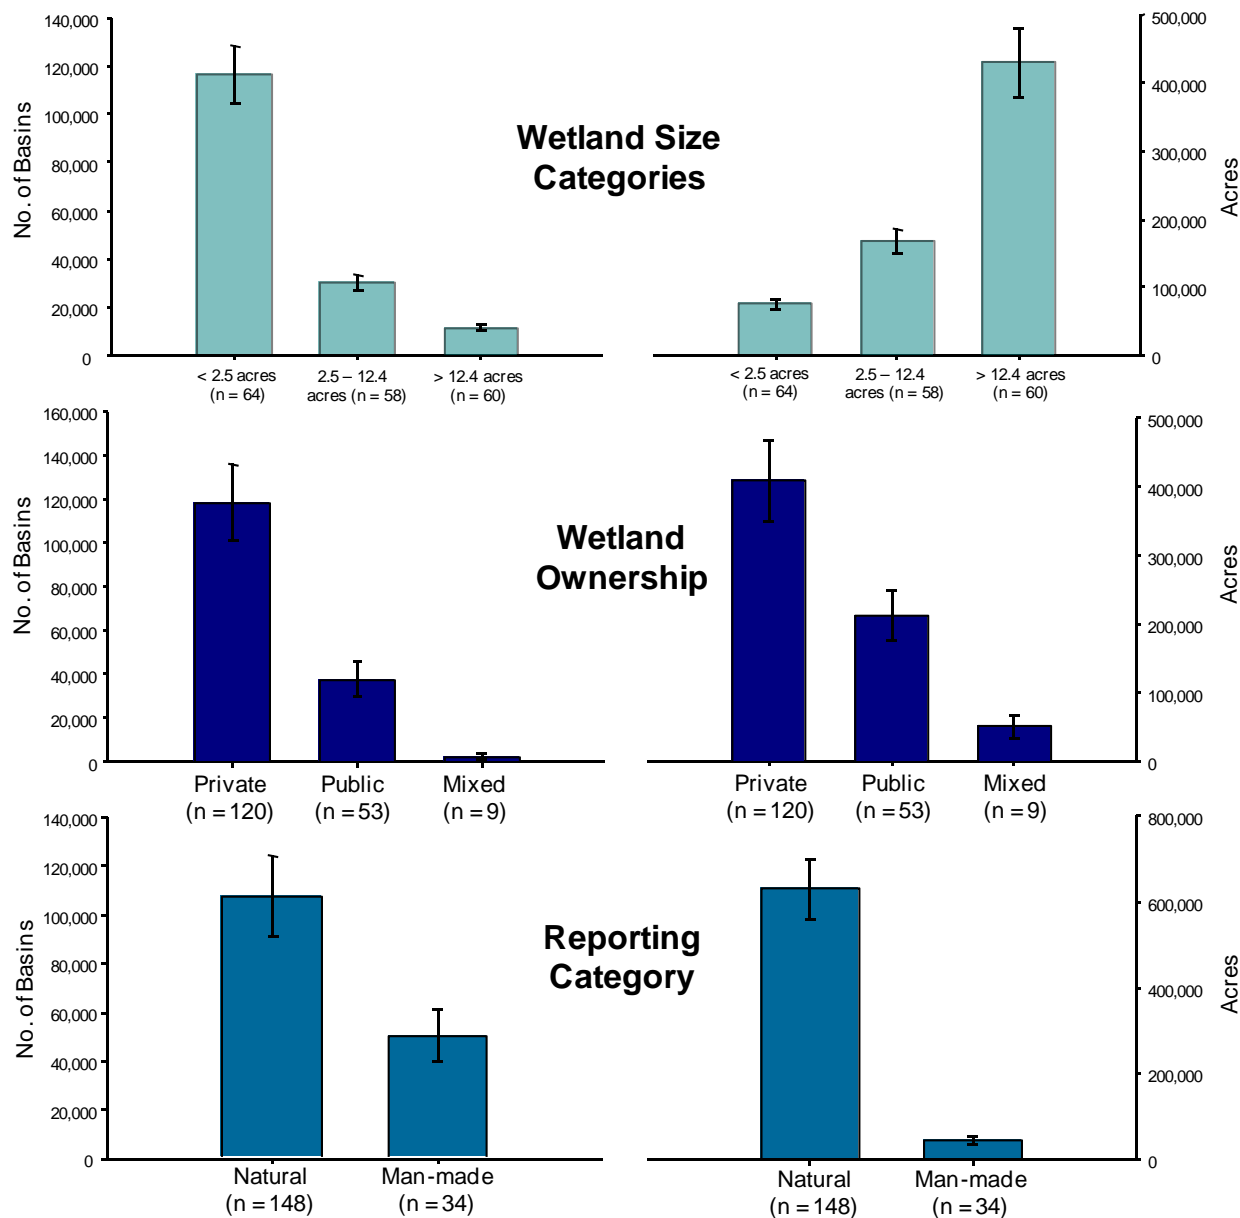 140,000
120,000
100,000
80,000
60,000
40,000
20,000
0
No. of Basins
< 2.5 acres
(n = 64)
2.5 – 12.4
acres (n = 58)
> 12.4 acres
(n = 60)
Wetland Size
Categories
500,000
400,000
300,000
200,000
100,000
0
Acres
< 2.5 acres
(n = 64)
2.5 – 12.4
acres (n = 58)
> 12.4 acres
(n = 60)
160,000
140,000
120,000
100,000
80,000
60,000
40,000
20,000
0
No. of Basins
Private
(n = 120)
Public
(n = 53)
Mixed
(n = 9)
Wetland
Ownership
500,000
400,000
300,000
200,000
100,000
0
Acres
Private
(n = 120)
Public
(n = 53)
Mixed
(n = 9)
140,000
120,000
100,000
80,000
60,000
40,000
20,000
0
No. of Basins
Natural
(n = 148)
Man-made
(n = 34)
Reporting
Category
800,000
600,000
400,000
200,000
0
Acres
Natural
(n = 148)
Man-made
(n = 34)